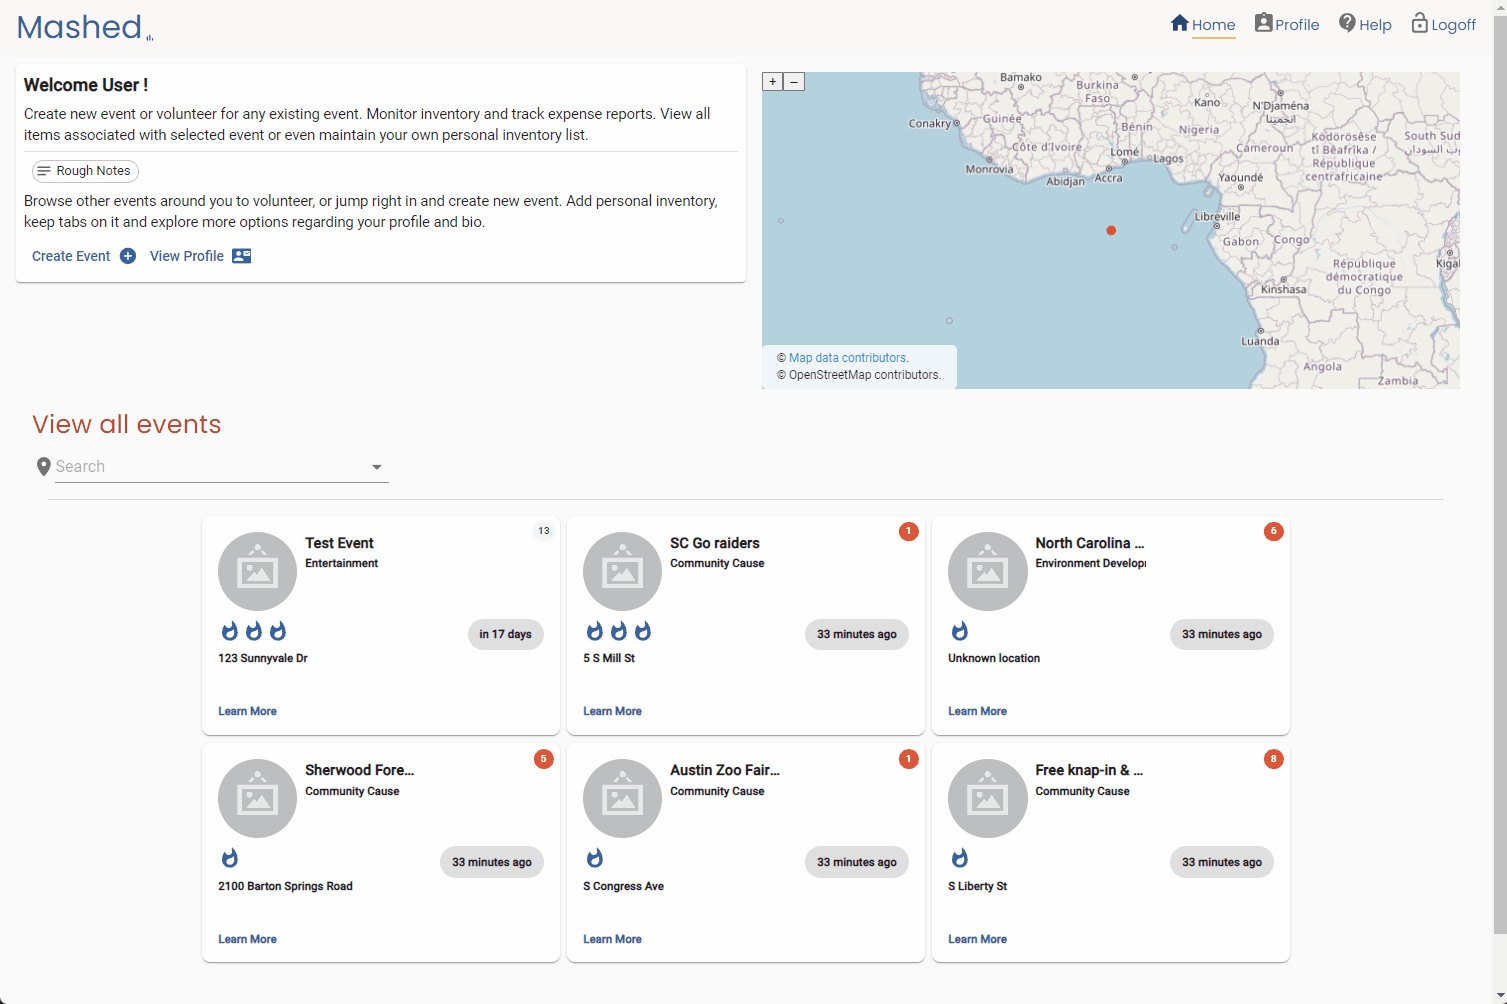 Mashed
Home Profile Help Logoff
Welcome User !
Create new event or volunteer for any existing event. Monitor inventory and track expense reports. View all
items associated with selected event or even maintain your own personal inventory list.
Rough Notes
Browse other events around you to volunteer, or jump right in and create new event. Add personal inventory,
keep tabs on it and explore more options regarding your profile and bio.
Create Event View Profile
+ –
Bamako
Burkina
Faso
Kano
N'Djaména
انجمينا
Conakry
Guinée
Bénin
Nigeria
Ködörösêse
tî Bêafrîka /
République
centrafricaine
South Sud
Côte d'Ivoire
Lomé
Lagos
Cameroun
Monrovia
Abidjan
Accra
Yaoundé
Libreville
Gabon
Congo
République
démocratique
du Congo
Kigal
Kinshasa
Luanda
Angola
Zambia
© Map data contributors.
© OpenStreetMap contributors.
View all events
Search
Test Event
13
Entertainment
in 17 days
123 Sunnyvale Dr
Learn More
SC Go raiders
1
Community Cause
33 minutes ago
5 S Mill St
Learn More
North Carolina ...
6
Environment Develop
33 minutes ago
Unknown location
Learn More
Sherwood Fore...
5
Community Cause
33 minutes ago
2100 Barton Springs Road
Learn More
Austin Zoo Fair...
1
Community Cause
33 minutes ago
S Congress Ave
Learn More
Free knap-in & ...
8
Community Cause
33 minutes ago
S Liberty St
Learn More